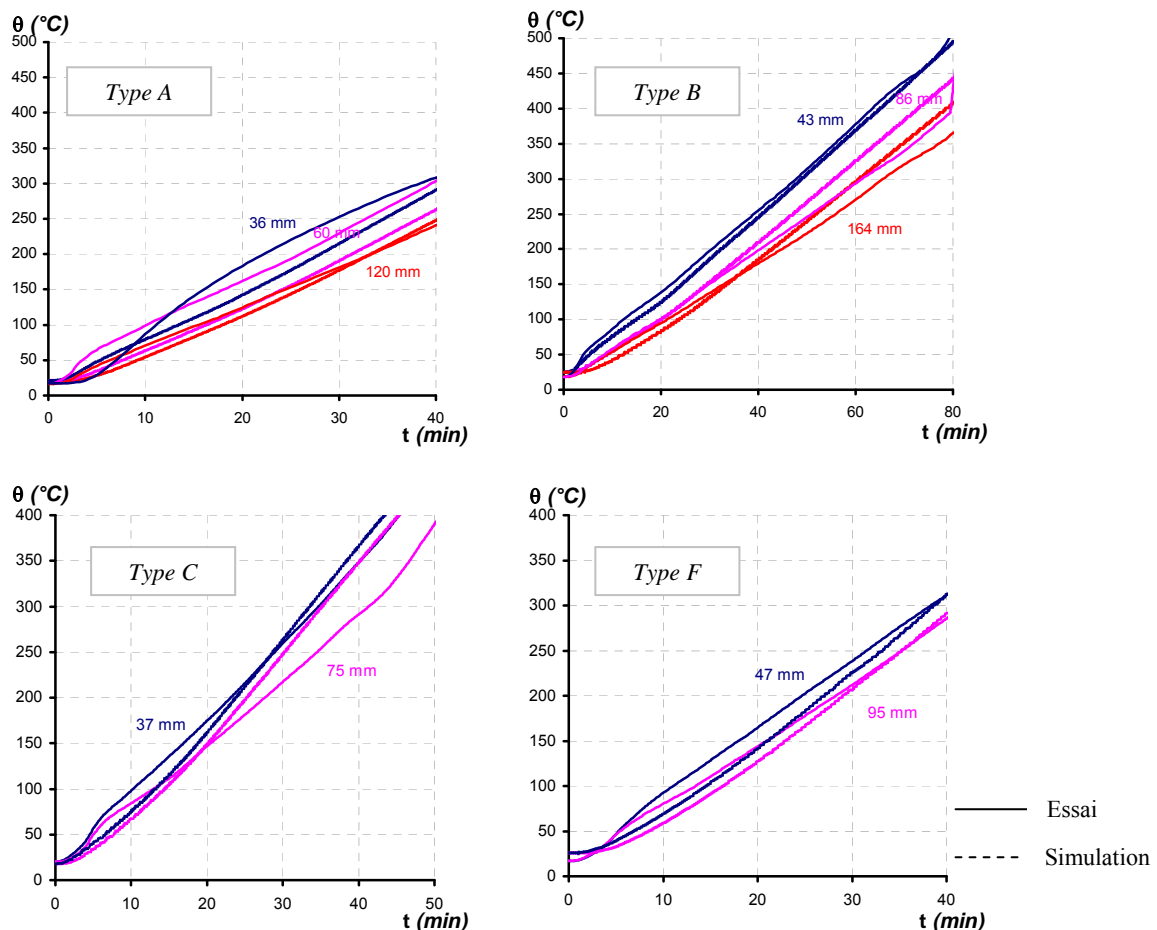 θ (°C)
500
450
400
350
300
250
200
150
100
50
0
Type A
36 mm
60 mm
120 mm
0
10
20
30
40
t (min)
θ (°C)
500
450
400
350
300
250
200
150
100
50
0
Type B
43 mm
86 mm
164 mm
0
20
40
60
80
t (min)
θ (°C)
400
350
300
250
200
150
100
50
0
Type C
37 mm
75 mm
0
10
20
30
40
50
t (min)
θ (°C)
400
350
300
250
200
150
100
50
0
Type F
47 mm
95 mm
0
10
20
30
40
t (min)
Essai
Simulation